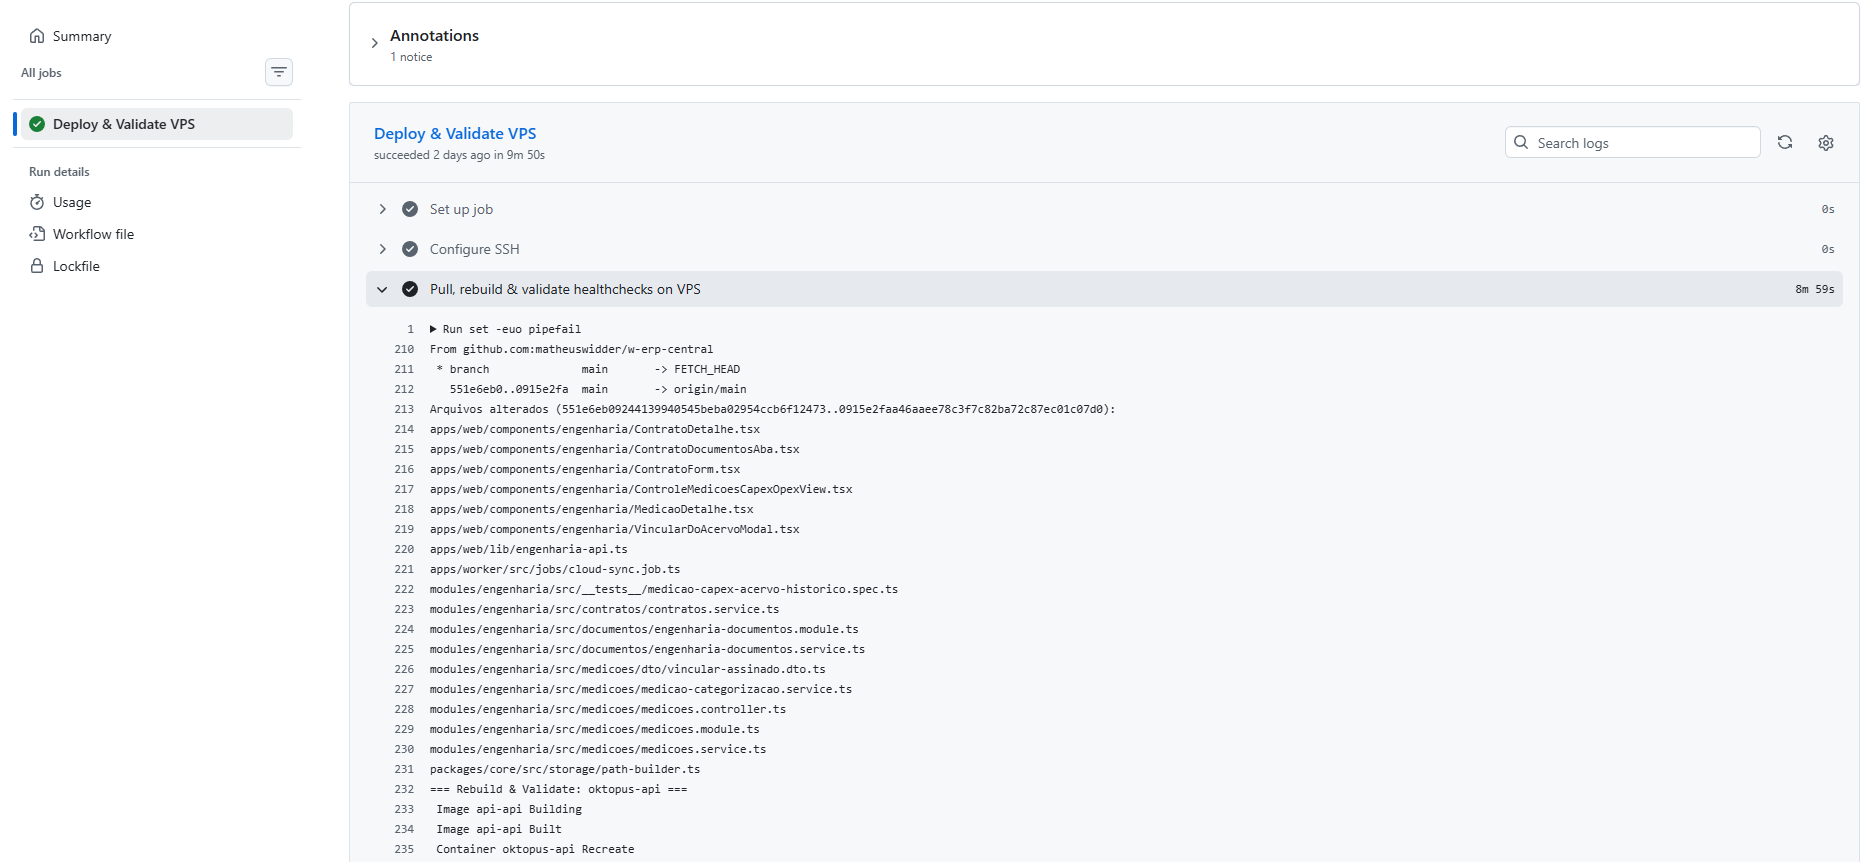 Summary
All jobs
Deploy & Validate VPS
Run details
Usage
Workflow file
Lockfile
Annotations
1 notice
Deploy & Validate VPS
succeeded 2 days ago in 9m 50s
Search logs
Set up job 0s
Configure SSH 0s
Pull, rebuild & validate healthchecks on VPS 8m 59s
1 Run set -euo pipefail
210 From github.com:matheuswidder/w-erp-central
211 * branch main -> FETCH_HEAD
212 551e6eb0..0915e2fa main -> origin/main
213 Arquivos alterados (551e6eb09244139940545beba02954ccb6f12473..0915e2faa46aaee78c3f7c82ba72c87ec01c07d0):
214 apps/web/components/engenharia/ContratoDetalhe.tsx
215 apps/web/components/engenharia/ContratoDocumentosAba.tsx
216 apps/web/components/engenharia/ContratoForm.tsx
217 apps/web/components/engenharia/ControleMedicoesCapexOpexView.tsx
218 apps/web/components/engenharia/MedicaoDetalhe.tsx
219 apps/web/components/engenharia/VincularDoAcervoModal.tsx
220 apps/web/lib/engenharia-api.ts
221 apps/worker/src/jobs/cloud-sync.job.ts
222 modules/engenharia/src/__tests__/medicao-capex-acervo-historico.spec.ts
223 modules/engenharia/src/contratos/contratos.service.ts
224 modules/engenharia/src/documentos/engenharia-documentos.module.ts
225 modules/engenharia/src/documentos/engenharia-documentos.service.ts
226 modules/engenharia/src/medicoes/dto/vincular-assinado.dto.ts
227 modules/engenharia/src/medicoes/medicao-categorizacao.service.ts
228 modules/engenharia/src/medicoes/medicoes.controller.ts
229 modules/engenharia/src/medicoes/medicoes.module.ts
230 modules/engenharia/src/medicoes/medicoes.service.ts
231 packages/core/src/storage/path-builder.ts
232 === Rebuild & Validate: oktopus-api ===
233 Image api-api Building
234 Image api-api Built
235 Container oktopus-api Recreate